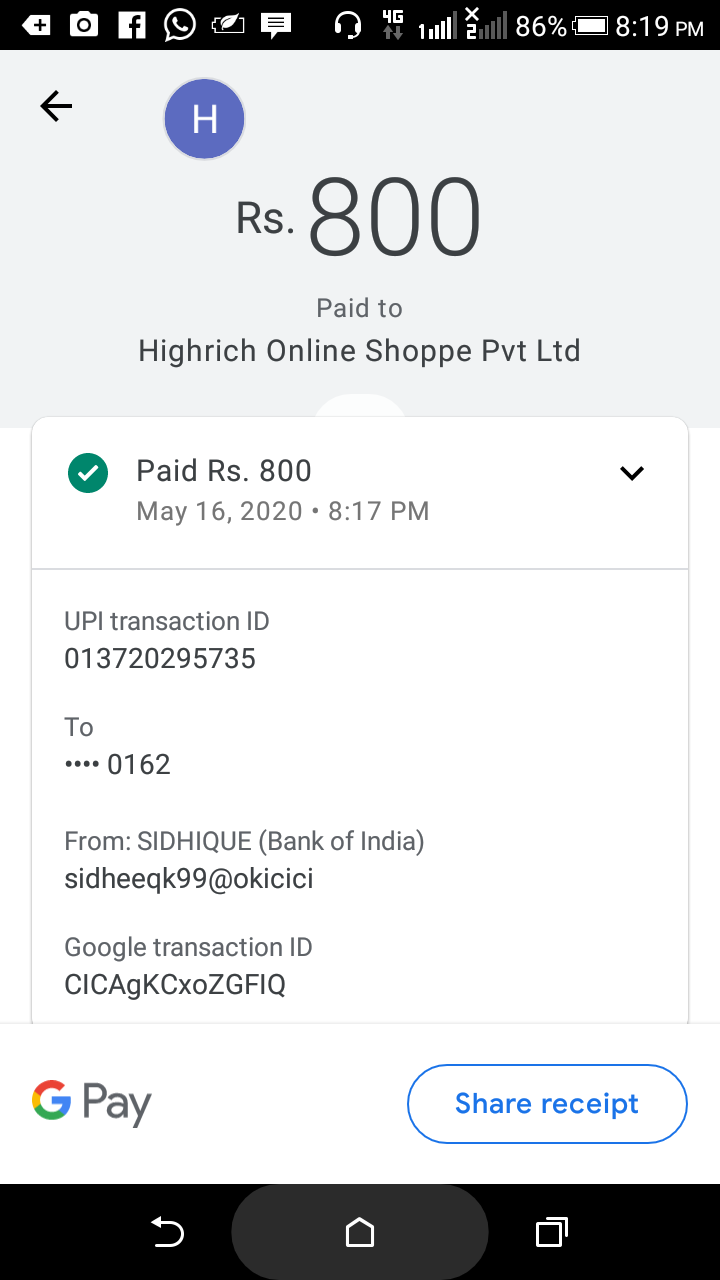 4G 1 X 2 86% 8:19 PM
H
Rs. 800
Paid to
Highrich Online Shoppe Pvt Ltd
Paid Rs. 800
May 16, 2020 • 8:17 PM
UPI transaction ID
013720295735
To
•••• 0162
From: SIDHIQUE (Bank of India)
sidheeqk99@okicici
Google transaction ID
CICAgKCxoZGFIQ
G Pay
Share receipt